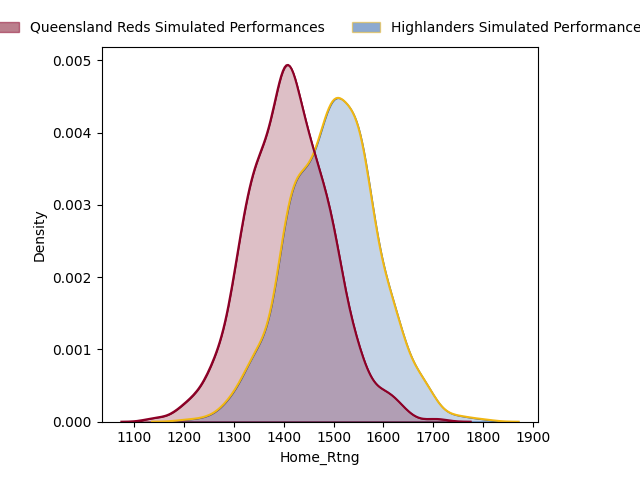 Queensland Reds Simulated Performances
Highlanders Simulated Performance
0.005
0.004
0.003
0.002
0.001
0.000
Density
1100 1200 1300 1400 1500 1600 1700 1800 1900
Home_Rtng